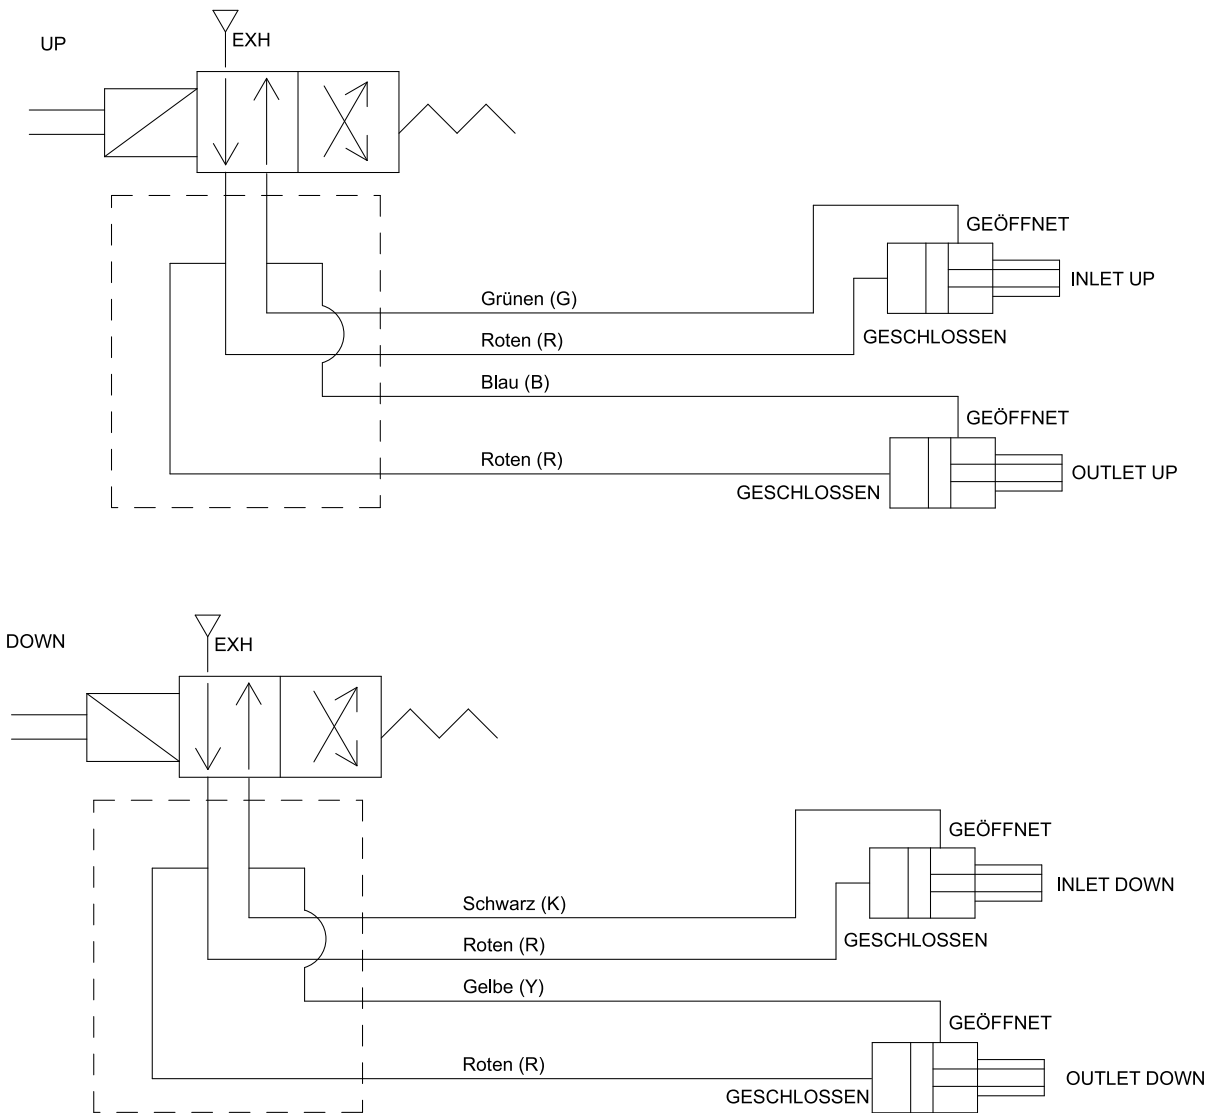 UP
EXH
GEÖFFNET
INLET UP
Grünen (G)
GESCHLOSSEN
Roten (R)
Blau (B)
GEÖFFNET
Roten (R)
OUTLET UP
GESCHLOSSEN
DOWN
EXH
GEÖFFNET
INLET DOWN
Schwarz (K)
GESCHLOSSEN
Roten (R)
Gelbe (Y)
GEÖFFNET
Roten (R)
OUTLET DOWN
GESCHLOSSEN